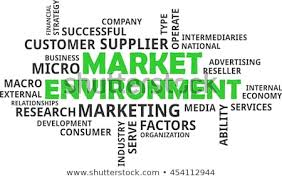 FINANCIAL
STRATEGY
SUCCESSFUL
COMPANY
TYPE
OPERATE
INTERMEDIARIES
NATIONAL
CUSTOMER SUPPLIER
BUSINESS
MICRO
MARKET
ADVERTISING
RESELLER
MACRO
EXTERNAL
ENVIRONMENT
INTERNAL
ECONOMY
RELATIONSHIPS
RESEARCH
MARKETING
MEDIA
ABILITY
SERVICES
DEVELOPMENT
CONSUMER
INDUSTRY
SERVE
FACTORS
ORGANIZATION
shutterstock
shutterstock.com • 454112944